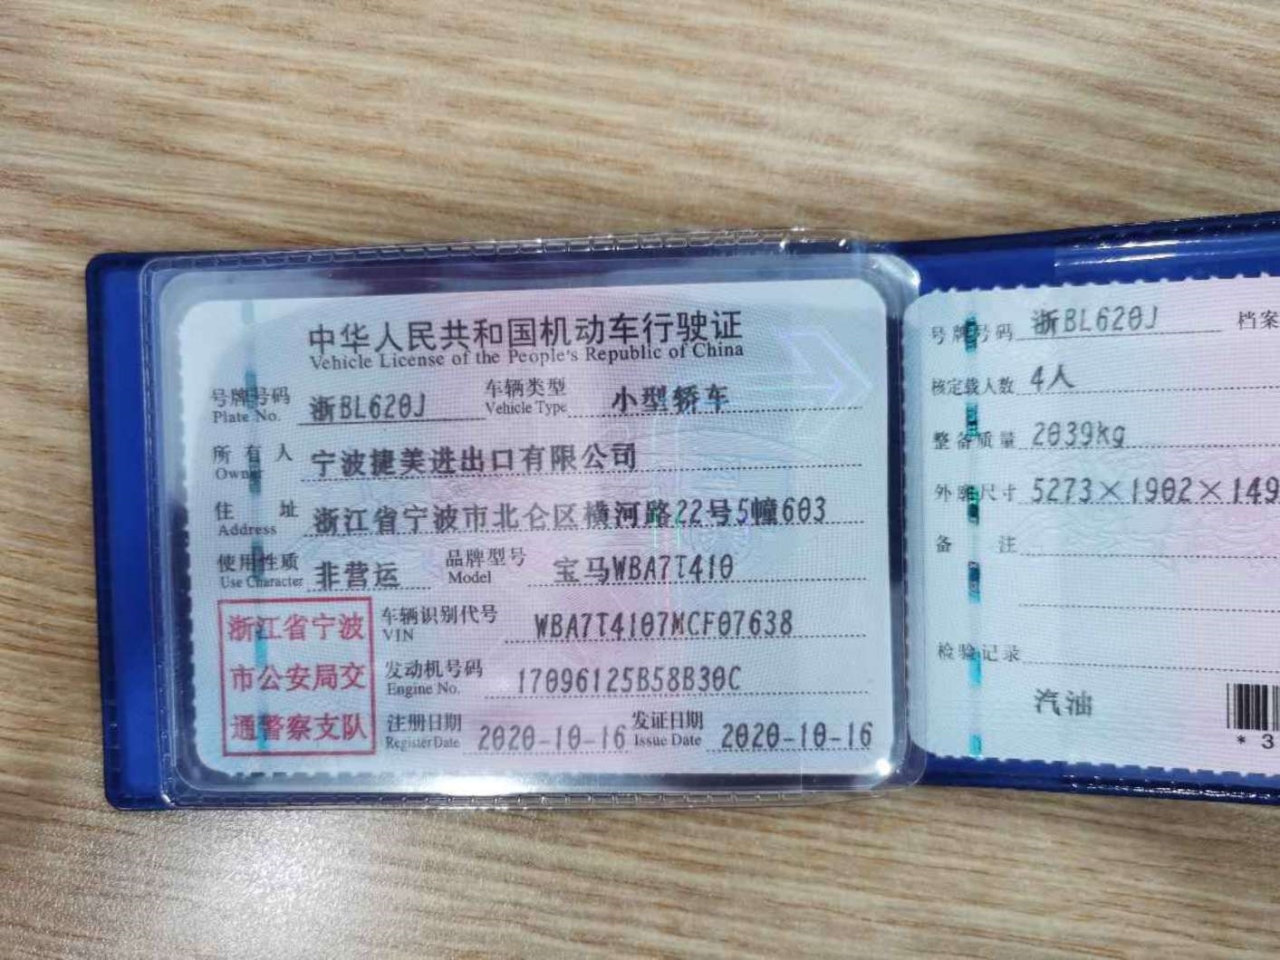 中华人民共和国机动车行驶证
Vehicle License of the People's Republic of China
号牌号码 浙BL620J 车辆类型 小型轿车
Plate No. Vehicle Type
所有人 宁波捷美进出口有限公司
Owner
住址 浙江省宁波市北仑区横河路22号5幢603
Address
使用性质 非营运 品牌型号 宝马WBA7T410
Use Character Model
浙江省宁波
市公安局交
通警察支队
车辆识别代号 WBA7T4107MCF07638
VIN
发动机号码 17096125B58B30C
Engine No.
注册日期 2020-10-16 发证日期 2020-10-16
Register Date Issue Date
号牌号码 浙BL620J 档案
核定载人数 4人
整备质量 2039kg
外廓尺寸 5273×1902×149
备注
检验记录
汽油
*3